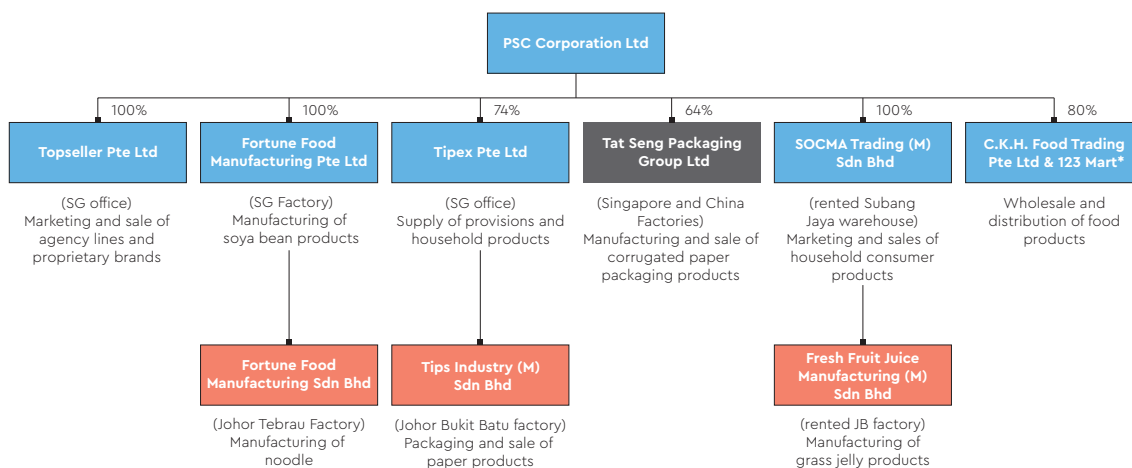 PSC Corporation Ltd
100%
100%
74%
64%
100%
80%
Topseller Pte Ltd
(SG office)
Marketing and sale of
agency lines and
proprietary brands
Fortune Food
Manufacturing Pte Ltd
(SG Factory)
Manufacturing of
soya bean products
Tipex Pte Ltd
(SG office)
Supply of provisions and
household products
Tat Seng Packaging
Group Ltd
(Singapore and China
Factories)
Manufacturing and sale of
corrugated paper
packaging products
SOCMA Trading (M)
Sdn Bhd
(rented Subang
Jaya warehouse)
Marketing and sales of
household consumer
products
C.K.H. Food Trading
Pte Ltd & 123 Mart*
Wholesale and
distribution of food
products
Fortune Food
Manufacturing Sdn Bhd
(Johor Tebrau Factory)
Manufacturing of
noodle
Tips Industry (M)
Sdn Bhd
(Johor Bukit Batu factory)
Packaging and sale of
paper products
Fresh Fruit Juice
Manufacturing (M)
Sdn Bhd
(rented JB factory)
Manufacturing of
grass jelly products